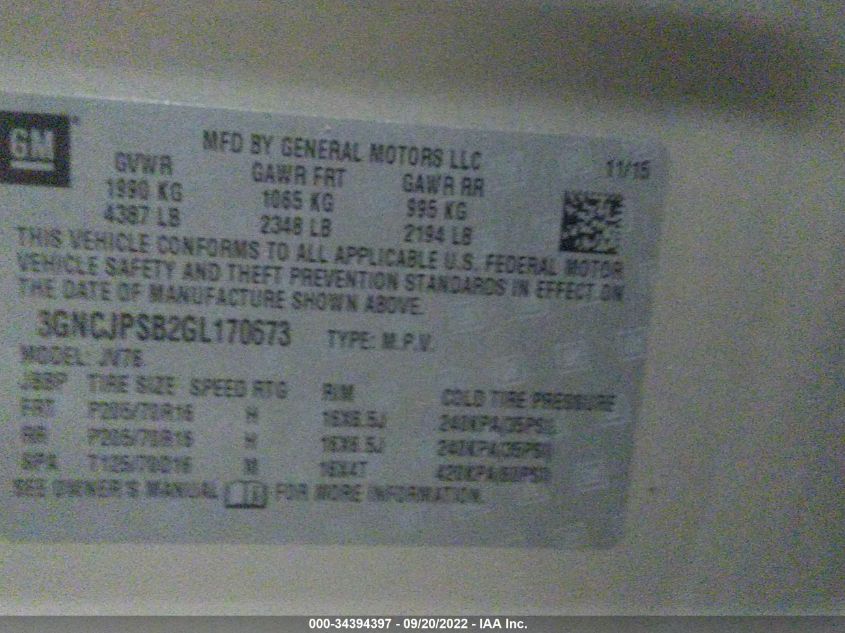 GM
MFD BY GENERAL MOTORS LLC 11/15
GVWR GAWR FRT GAWR RR
1990 KG 1065 KG 995 KG
4387 LB 2348 LB 2194 LB
THIS VEHICLE CONFORMS TO ALL APPLICABLE U.S. FEDERAL MOTOR
VEHICLE SAFETY AND THEFT PREVENTION STANDARDS IN EFFECT ON
THE DATE OF MANUFACTURE SHOWN ABOVE.
3GNCJPSB2GL170673 TYPE: M.P.V.
MODEL: JV76
TIRE SIZE SPEED RTG RIM COLD TIRE PRESSURE
FRT P205/70R16 H 16X6.5J 240KPA(35PSI)
RR P205/70R16 H 16X6.5J 240KPA(35PSI)
SPA T125/70D16 M 16X4T 420KPA(60PSI)
SEE OWNER'S MANUAL FOR MORE INFORMATION.
000-34394397 - 09/20/2022 - IAA Inc.